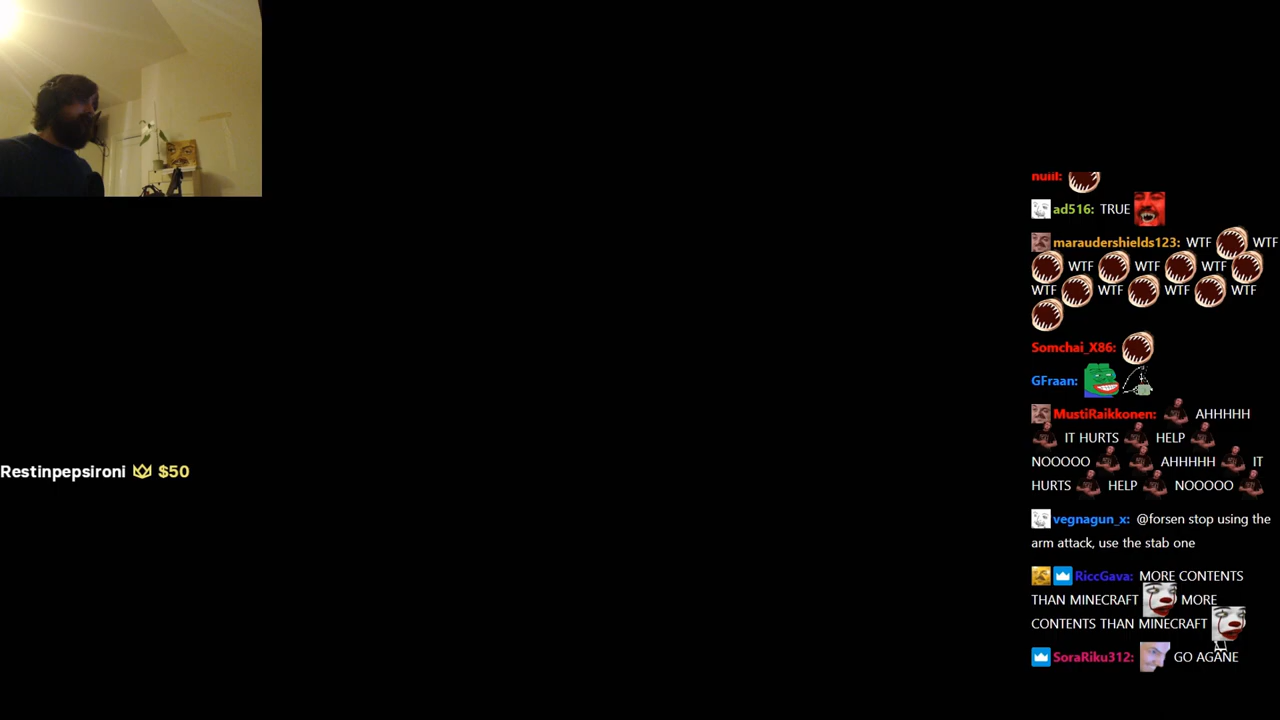 nuiil:
ad516: TRUE
maraudershields123: WTF WTF
WTF WTF WTF
WTF WTF WTF WTF
Somchai_X86:
GFraan:
MustiRaikkonen: AHHHHH
IT HURTS HELP
NOOOOO AHHHHH IT
HURTS HELP NOOOOO
Restinpepsironi $50
vegnagun_x: @forsen stop using the
arm attack, use the stab one
RiccGava: MORE CONTENTS
THAN MINECRAFT MORE
CONTENTS THAN MINECRAFT
SoraRiku312: GO AGANE